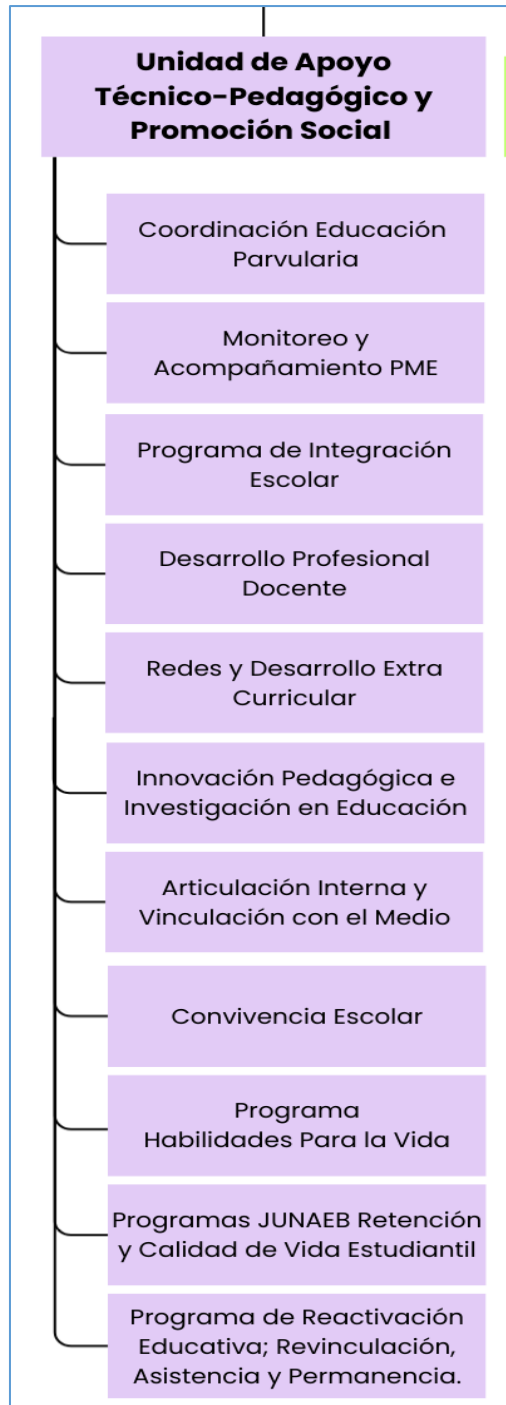 Unidad de Apoyo
Técnico-Pedagógico y
Promoción Social
Coordinación Educación
Parvularia
Monitoreo y
Acompañamiento PME
Programa de Integración
Escolar
Desarrollo Profesional
Docente
Redes y Desarrollo Extra
Curricular
Innovación Pedagógica e
Investigación en Educación
Articulación Interna y
Vinculación con el Medio
Convivencia Escolar
Programa
Habilidades Para la Vida
Programas JUNAEB Retención
y Calidad de Vida Estudiantil
Programa de Reactivación
Educativa; Revinculación,
Asistencia y Permanencia.